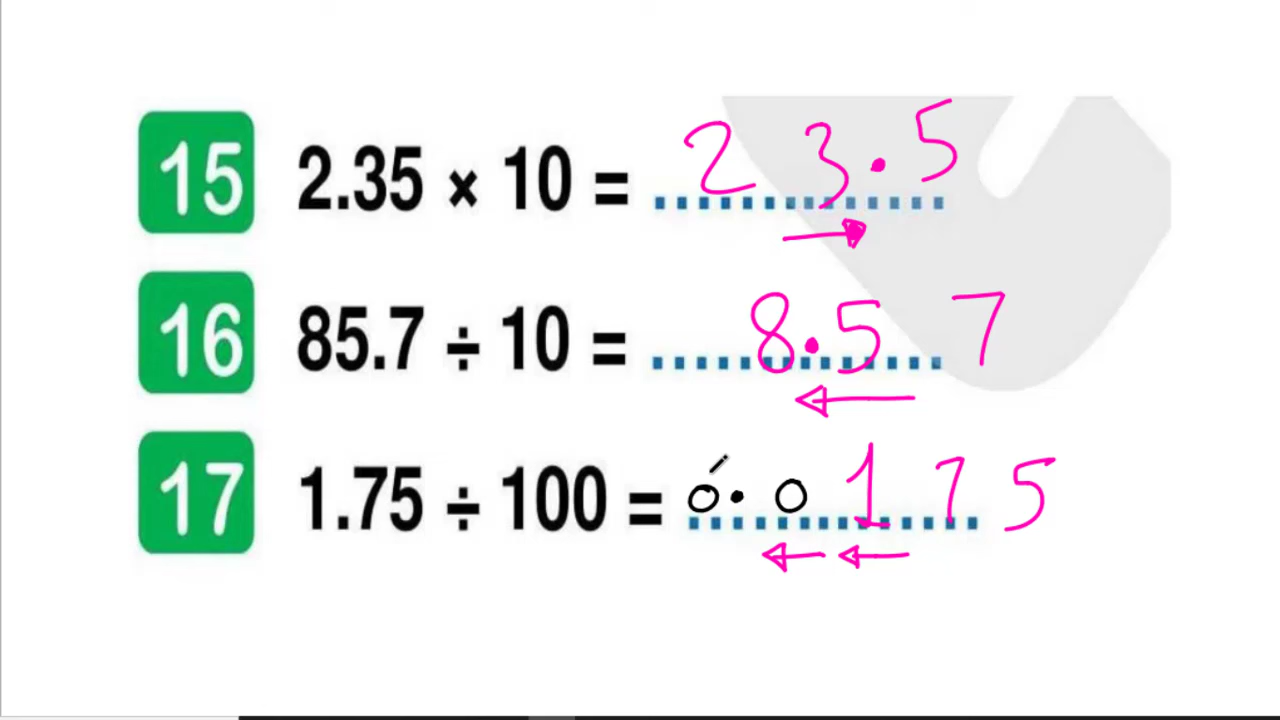 15 2.35 × 10 = 23.5
16 85.7 ÷ 10 = 8.57
17 1.75 ÷ 100 = 0.0175